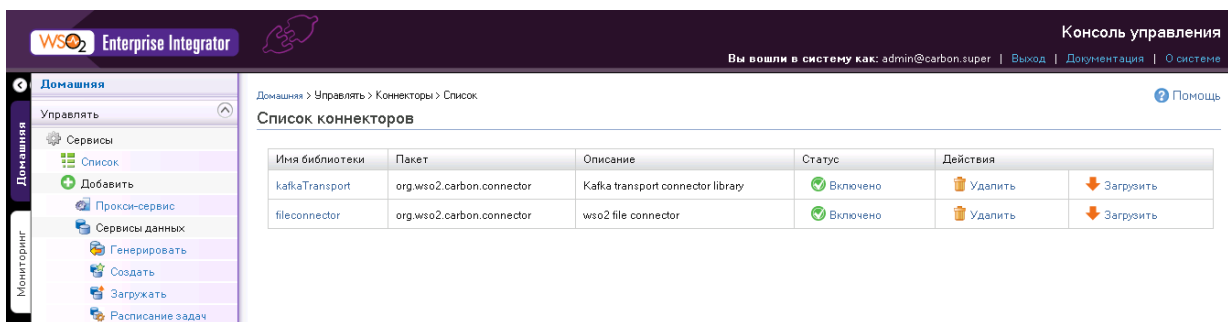 WSO2 Enterprise Integrator
Консоль управления
Вы вошли в систему как: admin@carbon.super | Выход | Документация | О системе
Домашняя
Мониторинг
Домашняя
Управлять
Сервисы
Список
Добавить
Прокси-сервис
Сервисы данных
Генерировать
Создать
Загружать
Расписание задач
Домашняя > Управлять > Коннекторы > Список
Помощь
Список коннекторов
Имя библиотеки Пакет Описание Статус Действия
kafkaTransport org.wso2.carbon.connector Kafka transport connector library Включено Удалить Загрузить
fileconnector org.wso2.carbon.connector wso2 file connector Включено Удалить Загрузить